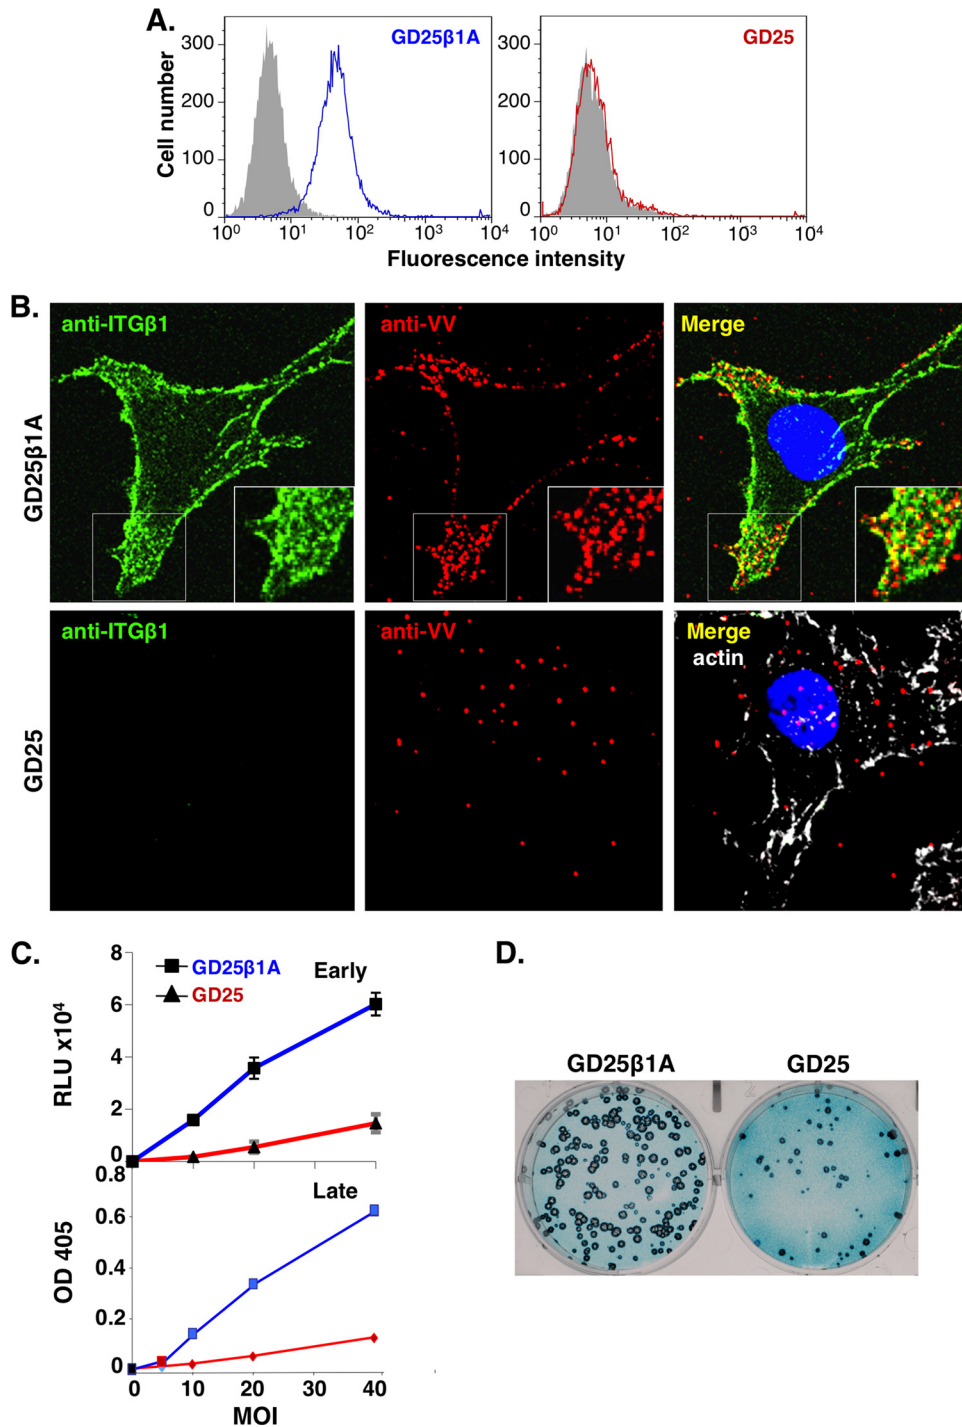 A.
GD25β1A
GD25
Cell number
300
200
100
0
300
200
100
0
10⁰ 10¹ 10² 10³ 10⁴
10⁰ 10¹ 10² 10³ 10⁴
Fluorescence intensity
B.
GD25β1A
anti-ITGβ1
anti-VV
Merge
GD25
anti-ITGβ1
anti-VV
Merge
actin
C.
RLU x10⁴
8
6
4
2
0
GD25β1A
GD25
Early
OD 405
0.8
0.6
0.4
0.2
0
Late
0 10 20 30 40
MOI
D.
GD25β1A GD25